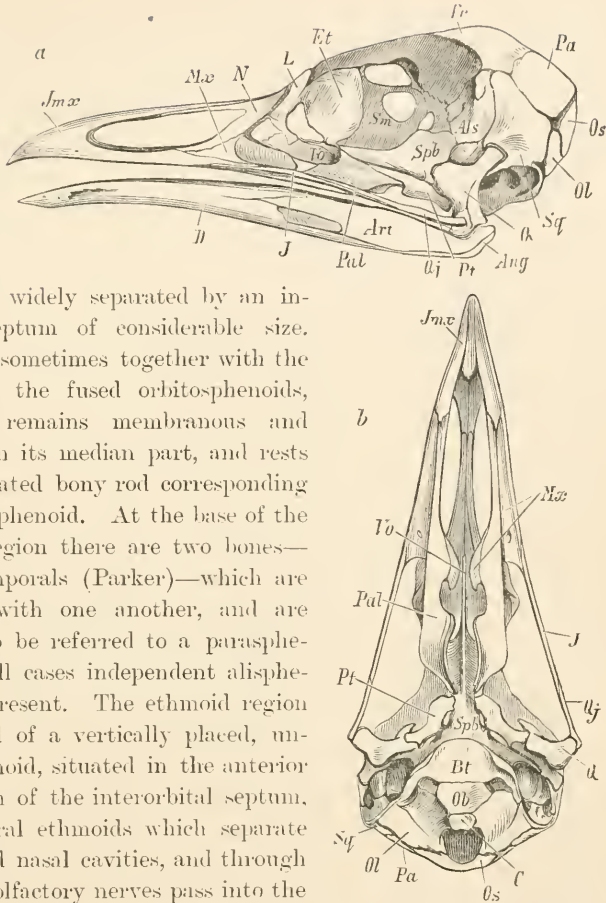 a
Fr
Et
Pa
L
N
Mx
Jmx
Sm
Als
Os
Vo
Spb
Ol
Sq
D
J
Pal
Art
Qj
Pt
Q
Ang
widely separated by an in-
eptum of considerable size.
sometimes together with the
the fused orbitosphenoids,
remains membranous and
n its median part, and rests
ated bony rod corresponding
phenoid. At the base of the
egion there are two bones—
mporals (Parker)—which are
with one another, and are
o be referred to a parasphe-
ll cases independent alisphe-
resent. The ethmoid region
l of a vertically placed, un-
noid, situated in the anterior
n of the interorbital septum,
ral ethmoids which separate
l nasal cavities, and through
olfactory nerves pass into the
Jmx
b
Mx
Vo
Pal
J
Pt
Qj
Spb
Q
Bt
Ob
Sq
Ol
Pa
C
Os